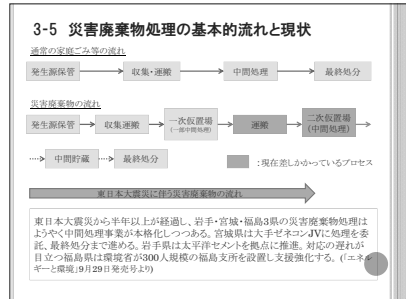 3-5 災害廃棄物処理の基本的流れと現状
通常の家庭ごみ等の流れ
発生源保管
収集・運搬
中間処理
最終処分
災害廃棄物の流れ
発生源保管
収集運搬
一次仮置場
(一部中間処理)
運搬
二次仮置場
(中間処理)
中間貯蔵
最終処分
:現在差しかかっているプロセス
東日本大震災に伴う災害廃棄物の流れ
東日本大震災から半年以上が経過し、岩手・宮城・福島3県の災害廃棄物処理は
ようやく中間処理事業が本格化しつつある。宮城県は大手ゼネコンJVに処理を委
託、最終処分まで進める。岩手県は太平洋セメントを拠点に推進。対応の遅れが
目立つ福島県は環境省が300人規模の福島支所を設置し支援強化する。(「エネル
ギーと環境」9月29日発売号より)